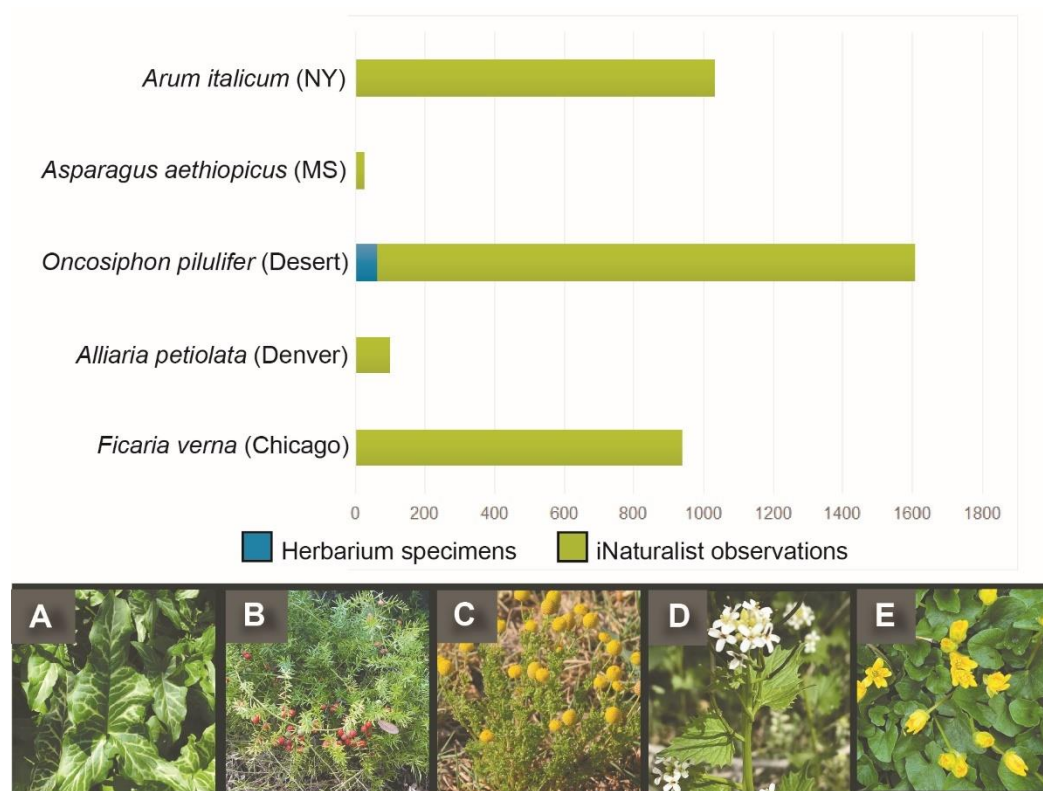 Arum italicum (NY)
Asparagus aethiopicus (MS)
Oncosiphon pilulifer (Desert)
Alliaria petiolata (Denver)
Ficaria verna (Chicago)
0 200 400 600 800 1000 1200 1400 1600 1800
Herbarium specimens iNaturalist observations
A B C D E